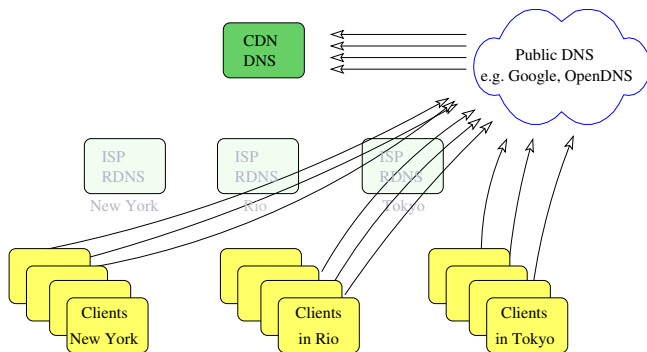 CDN
DNS
Public DNS
e.g. Google, OpenDNS
ISP
RDNS
New York
ISP
RDNS
Rio
ISP
RDNS
Tokyo
Clients
New York
Clients
in Rio
Clients
in Tokyo